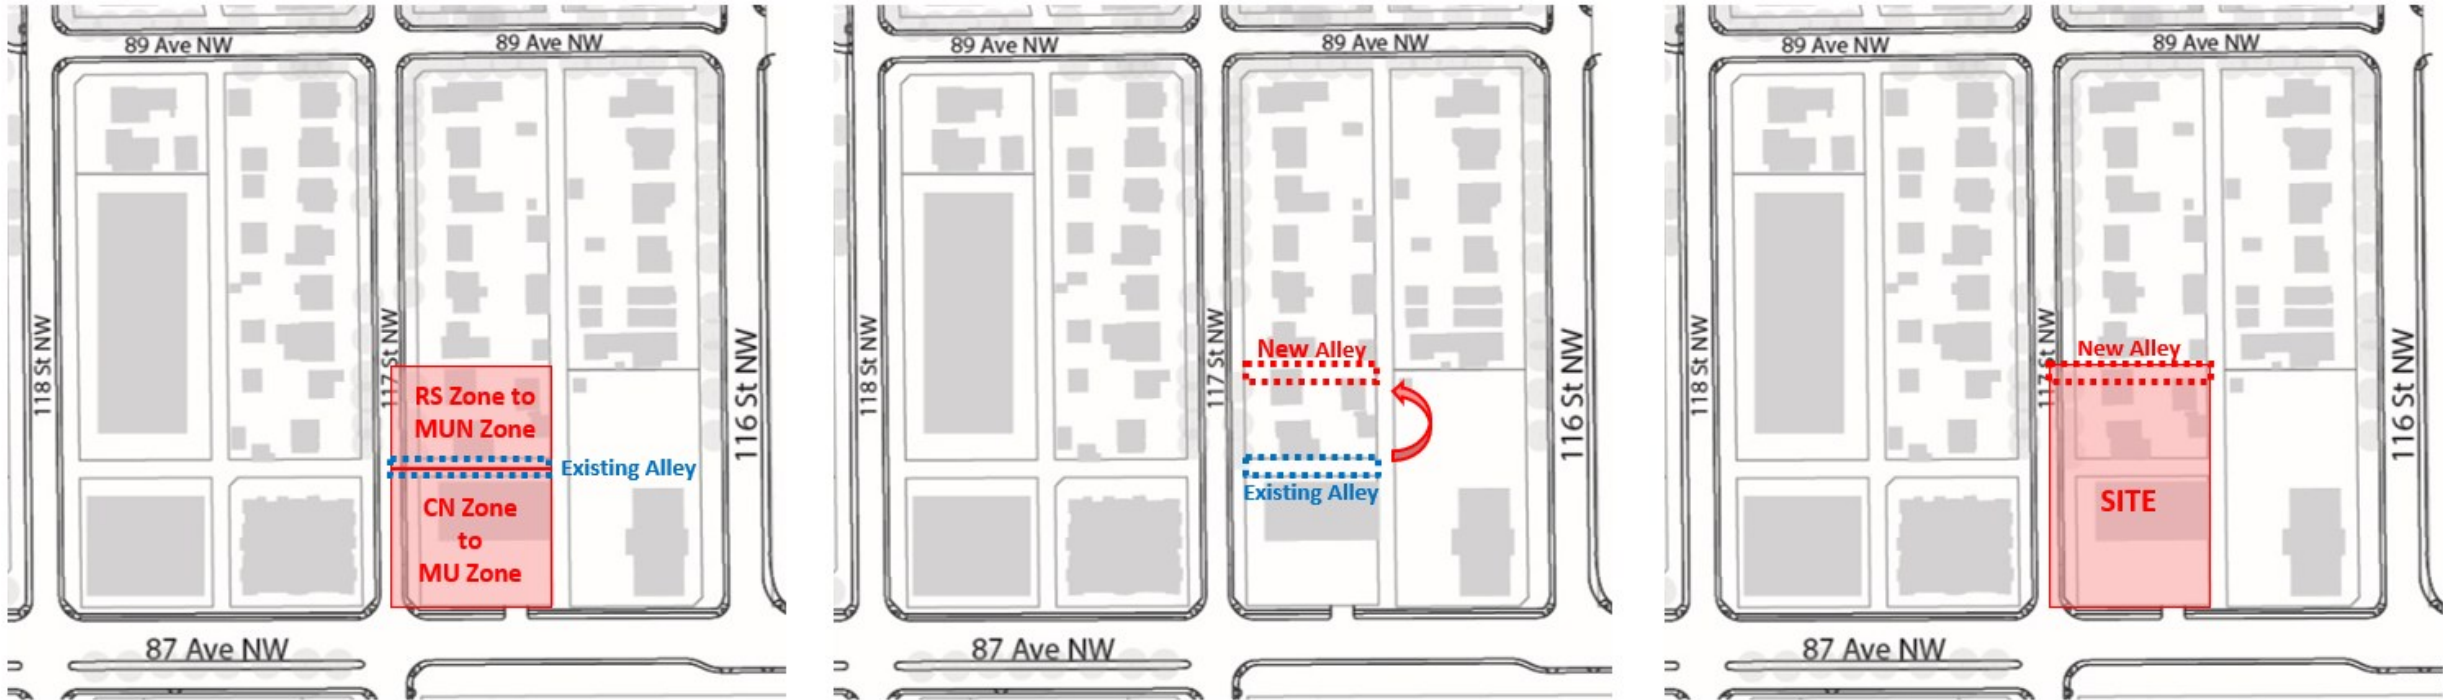 89 Ave NW
89 Ave NW
118 St NW
117 St NW
116 St NW
RS Zone to
MUN Zone
Existing Alley
CN Zone
to
MU Zone
87 Ave NW
89 Ave NW
89 Ave NW
118 St NW
117 St NW
116 St NW
New Alley
Existing Alley
87 Ave NW
89 Ave NW
89 Ave NW
118 St NW
117 St NW
116 St NW
New Alley
SITE
87 Ave NW